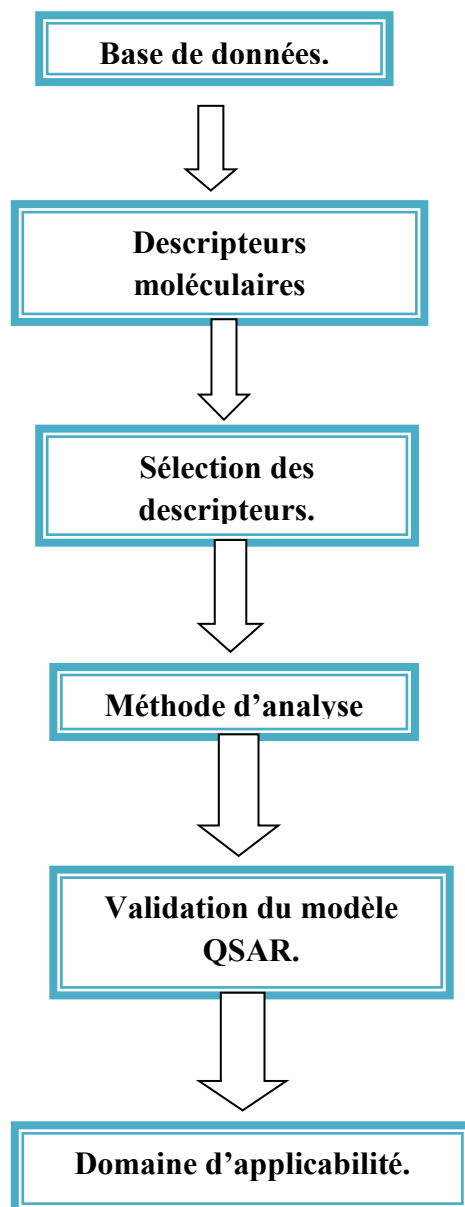 Base de données.
Descripteurs
moléculaires
Sélection des
descripteurs.
Méthode d’analyse
Validation du modèle
QSAR.
Domaine d’applicabilité.